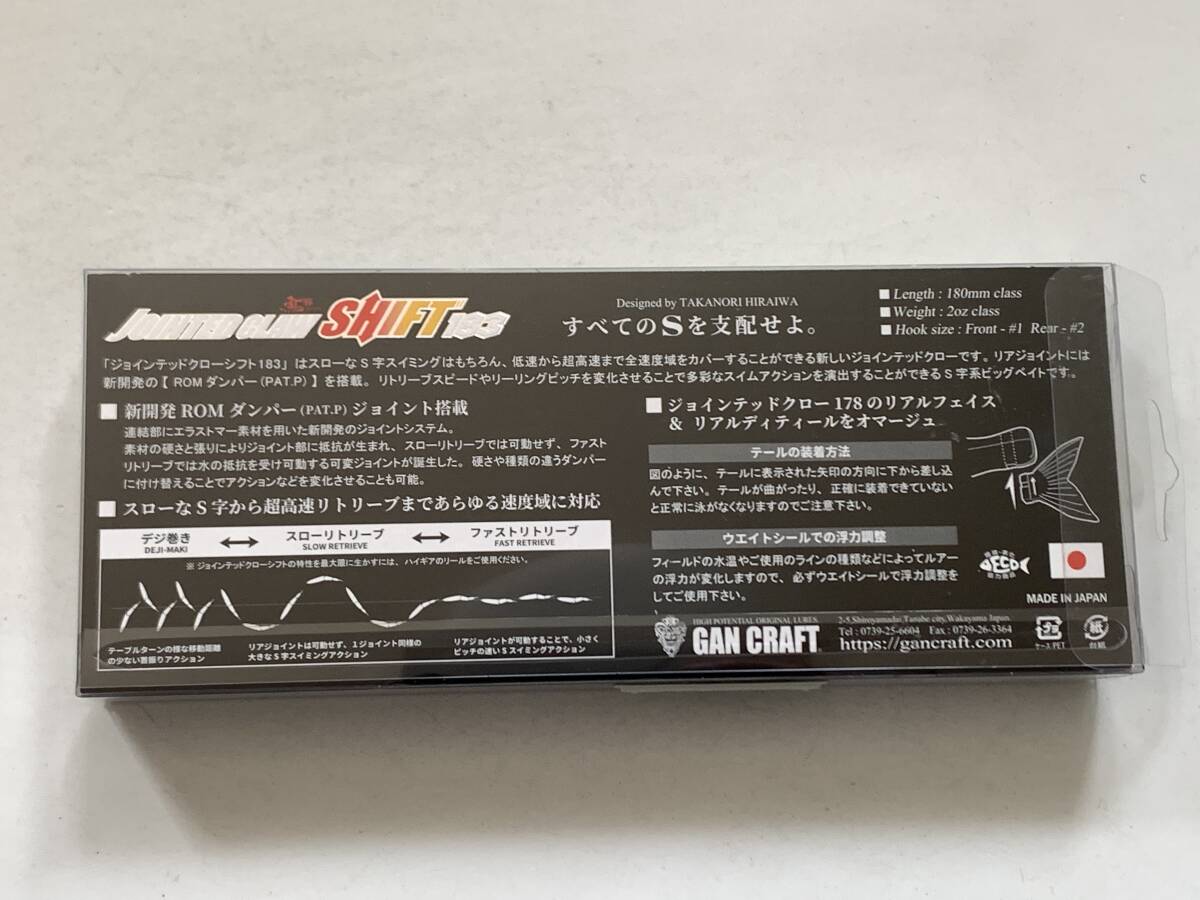 JOINTED CLAW SHIFT 183
Designed by TAKANORI HIRAIWA
すべてのSを支配せよ。
■ Length : 180mm class
■ Weight : 2oz class
■ Hook size : Front - #1 Rear - #2
「ジョインテッドクローシフト183」はスローなS字スイミングはもちろん、低速から超高速まで全速度域をカバーすることができる新しいジョインテッドクローです。リアジョイントには
新開発の【 ROMダンパー(PAT.P) 】を搭載。リトリーブスピードやリーリングピッチを変化させることで多彩なスイムアクションを演出することができるS字系ビッグベイトです。
■ 新開発ROMダンパー(PAT.P)ジョイント搭載
連結部にエラストマー素材を用いた新開発のジョイントシステム。
素材の硬さと張りによりジョイント部に抵抗が生まれ、スローリトリーブでは可動せず、ファスト
リトリーブでは水の抵抗を受け可動する可変ジョイントが誕生した。硬さや種類の違うダンパー
に付け替えることでアクションなどを変化させることも可能。
■ スローなS字から超高速リトリーブまであらゆる速度域に対応
デジ巻き スローリトリーブ ファストリトリーブ
DEJI-MAKI SLOW RETRIEVE FAST RETRIEVE
※ ジョインテッドクローシフトの特性を最大限に生かすには、ハイギアのリールをご使用ください。
テーブルターンの様な移動距離
の少ない首振りアクション
リアジョイントは可動せず、1ジョイント同様の
大きなS字スイミングアクション
リアジョイントが可動することで、小さく
ピッチの速いSスイミングアクション
■ ジョインテッドクロー178のリアルフェイス
& リアルディティールをオマージュ
テールの装着方法
図のように、テールに表示された矢印の方向に下から差し込
んで下さい。テールが曲がったり、正確に装着できていない
と正常に泳がなくなりますのでご注意下さい。
ウエイトシールでの浮力調整
フィールドの水温やご使用のラインの種類などによってルアー
の浮力が変化しますので、必ずウエイトシールで浮力調整を
してご使用下さい。
ECO
MADE IN JAPAN
HIGH POTENTIAL ORIGINAL LURES
GAN CRAFT
2-5,Shinyamadai,Tanabe city,Wakayama Japan
Tel : 0739-25-6604 Fax : 0739-26-3364
https://gancraft.com
プラ
ケース PET
紙
台紙